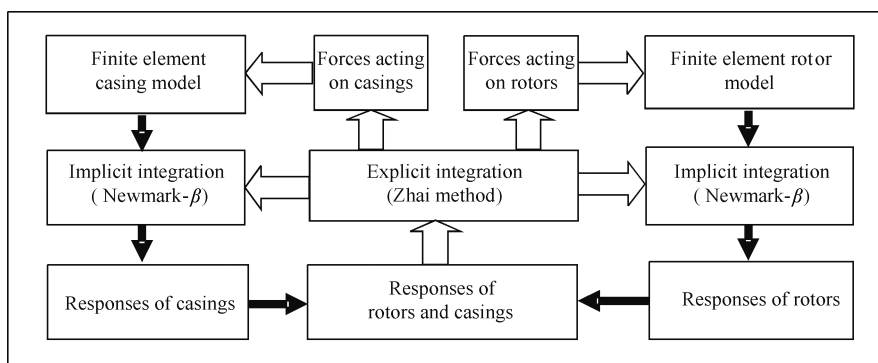 Finite element
casing model
Forces acting
on casings
Forces acting
on rotors
Finite element rotor
model
Implicit integration
( Newmark-β)
Explicit integration
(Zhai method)
Implicit integration
( Newmark-β)
Responses of casings
Responses of
rotors and casings
Responses of rotors